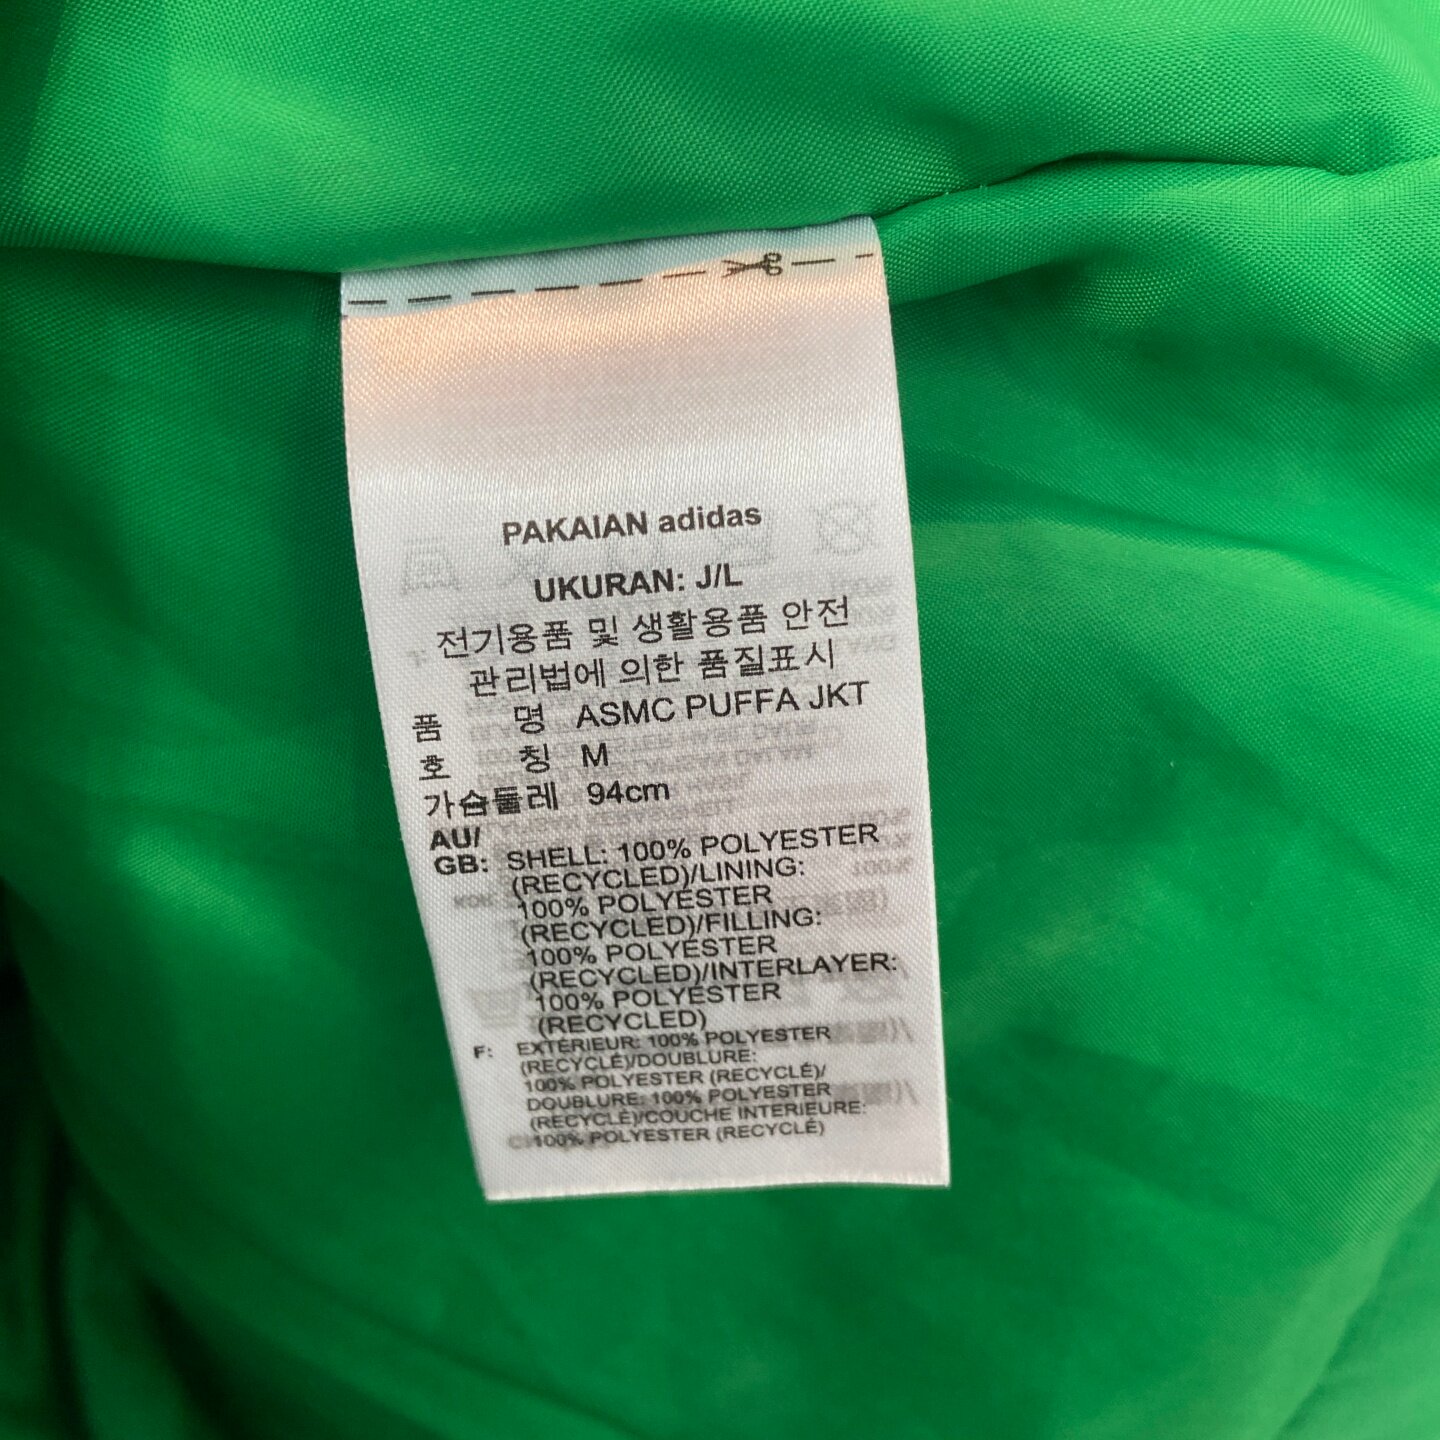 PAKAIAN adidas
UKURAN: J/L
전기용품 및 생활용품 안전
관리법에 의한 품질표시
품 명 ASMC PUFFA JKT
호 칭 M
가슴둘레 94cm
AU/
GB: SHELL: 100% POLYESTER
(RECYCLED)/LINING:
100% POLYESTER
(RECYCLED)/FILLING:
100% POLYESTER
(RECYCLED)/INTERLAYER:
100% POLYESTER
(RECYCLED)
F: EXTÉRIEUR: 100% POLYESTER
(RECYCLÉ)/DOUBLURE:
100% POLYESTER (RECYCLÉ)/
DOUBLURE: 100% POLYESTER
(RECYCLÉ)/COUCHE INTERIEURE:
100% POLYESTER (RECYCLÉ)